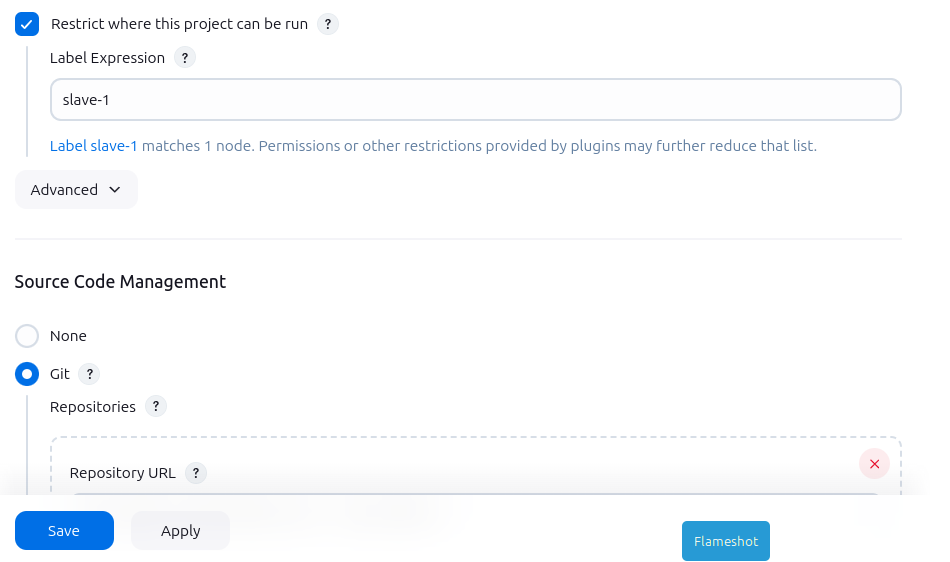 Restrict where this project can be run ?
Label Expression ?
slave-1
Label slave-1 matches 1 node. Permissions or other restrictions provided by plugins may further reduce that list.
Advanced
Source Code Management
None
Git ?
Repositories ?
Repository URL ?
Save Apply
Flameshot